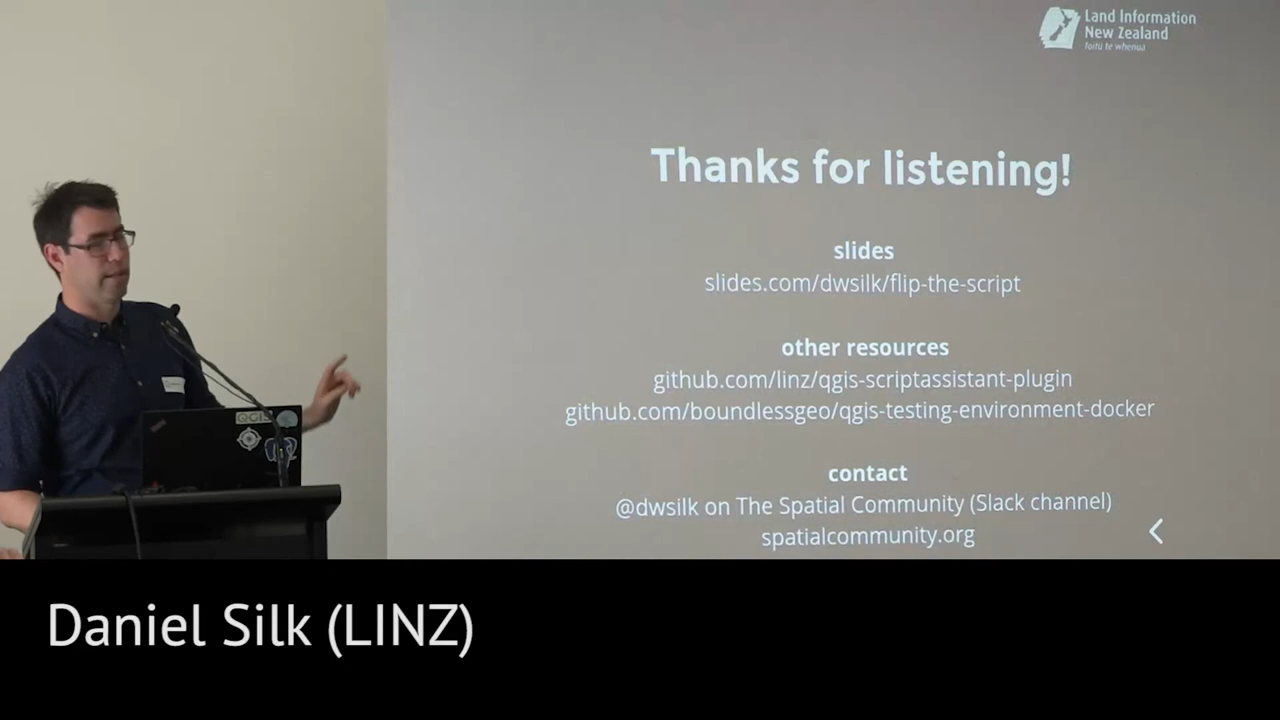 Land Information
New Zealand
Toitū te whenua
Thanks for listening!
slides
slides.com/dwsilk/flip-the-script
other resources
github.com/linz/qgis-scriptassistant-plugin
github.com/boundlessgeo/qgis-testing-environment-docker
contact
@dwsilk on The Spatial Community (Slack channel)
spatialcommunity.org
QGIS
Daniel Silk (LINZ)